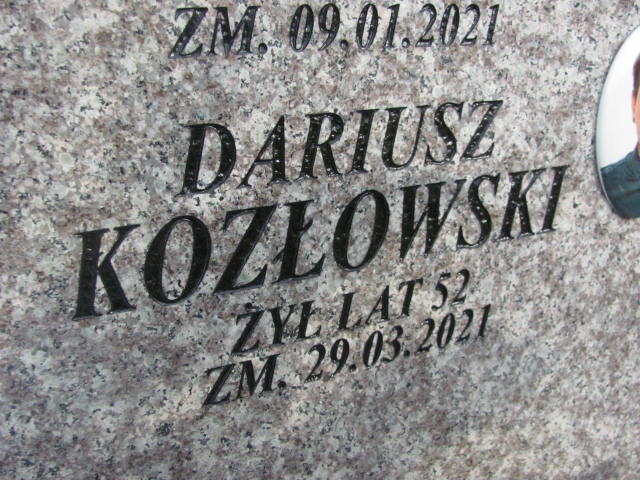 ZM. 09.01.2021
DARIUSZ
KOZŁOWSKI
ŻYŁ LAT 52
ZM. 29.03.2021